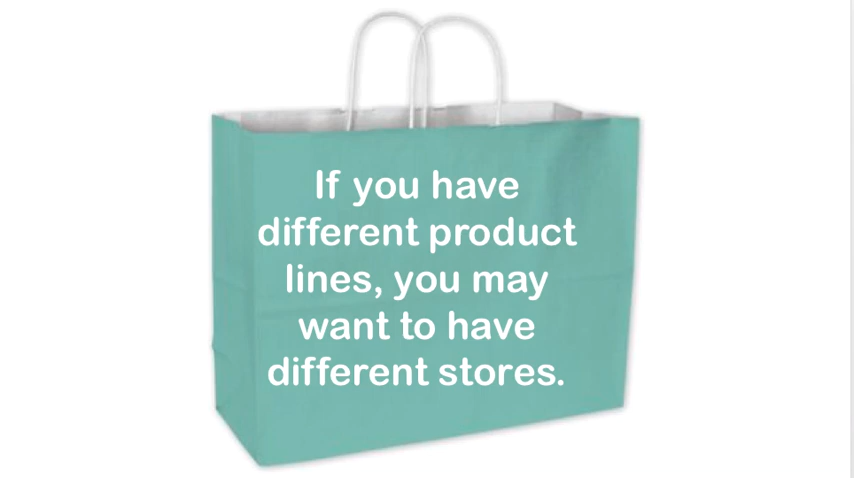 If you have
different product
lines, you may
want to have
different stores.